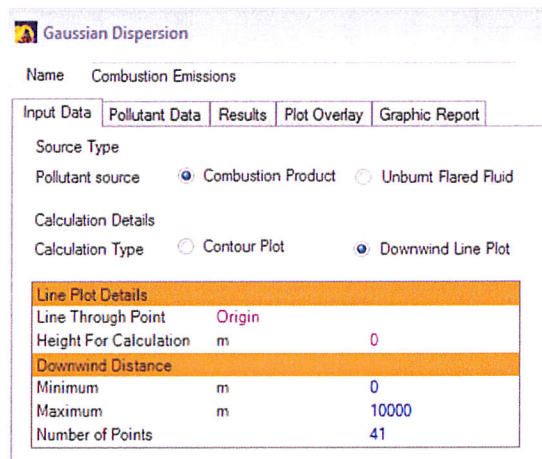 Gaussian Dispersion
Name Combustion Emissions
Input Data Pollutant Data Results Plot Overlay Graphic Report
Source Type
Pollutant source Combustion Product Unburnt Flared Fluid
Calculation Details
Calculation Type Contour Plot Downwind Line Plot
Line Plot Details
Line Through Point Origin
Height For Calculation m 0
Downwind Distance
Minimum m 0
Maximum m 10000
Number of Points 41